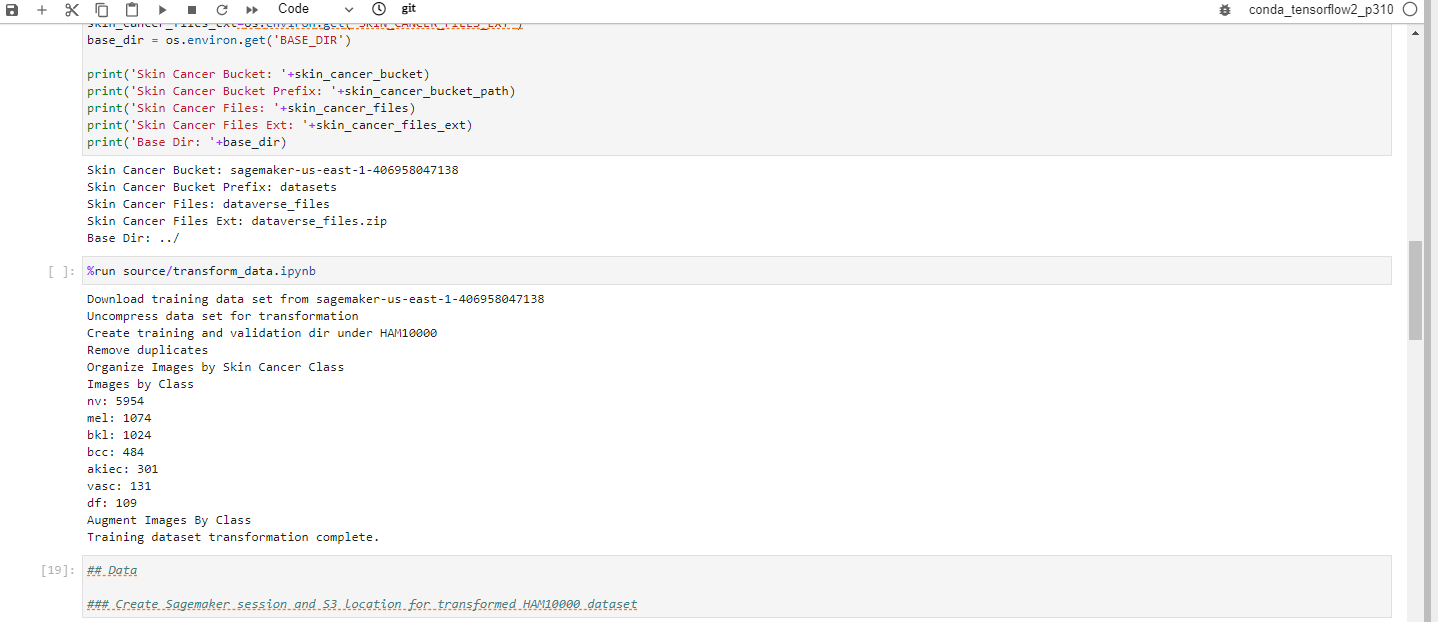 Code
git
conda_tensorflow2_p310
skin_cancer_files_ext=os.environ.get('SKIN_CANCER_FILES_EXT')
base_dir = os.environ.get('BASE_DIR')
print('Skin Cancer Bucket: '+skin_cancer_bucket)
print('Skin Cancer Bucket Prefix: '+skin_cancer_bucket_path)
print('Skin Cancer Files: '+skin_cancer_files)
print('Skin Cancer Files Ext: '+skin_cancer_files_ext)
print('Base Dir: '+base_dir)
Skin Cancer Bucket: sagemaker-us-east-1-406958047138
Skin Cancer Bucket Prefix: datasets
Skin Cancer Files: dataverse_files
Skin Cancer Files Ext: dataverse_files.zip
Base Dir: ../
[ ]: %run source/transform_data.ipynb
Download training data set from sagemaker-us-east-1-406958047138
Uncompress data set for transformation
Create training and validation dir under HAM10000
Remove duplicates
Organize Images by Skin Cancer Class
Images by Class
nv: 5954
mel: 1074
bkl: 1024
bcc: 484
akiec: 301
vasc: 131
df: 109
Augment Images By Class
Training dataset transformation complete.
[19]: ## Data
### Create Sagemaker session and S3 location for transformed HAM10000 dataset